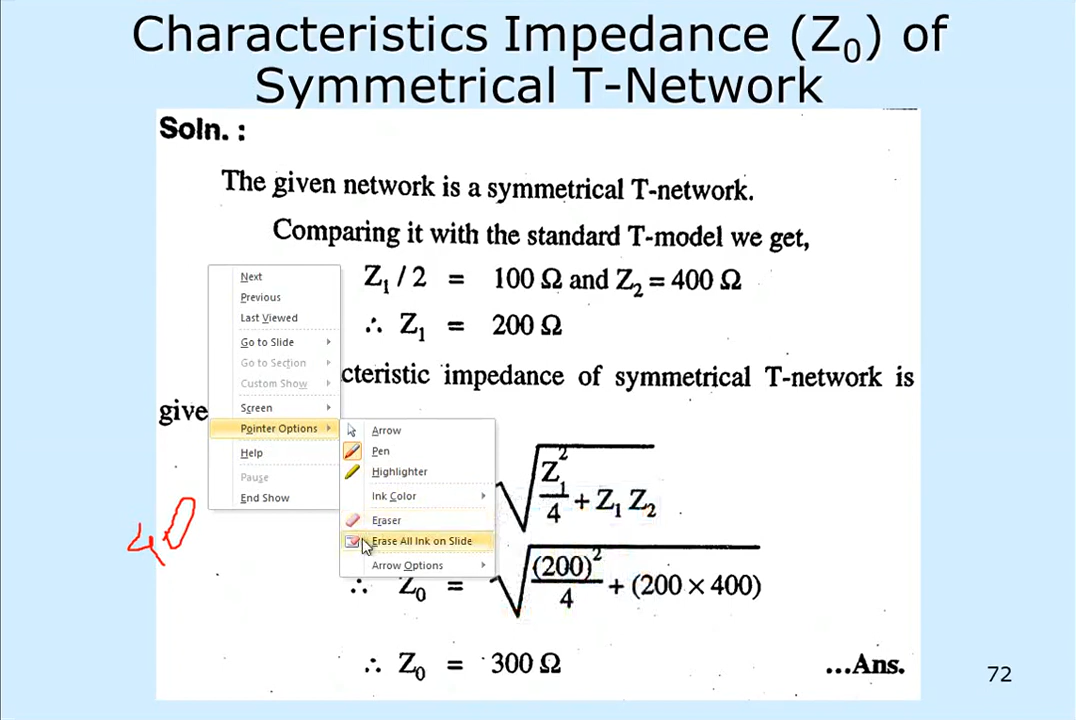 Characteristics Impedance (Z₀) of
Symmetrical T-Network
Soln. :
The given network is a symmetrical T-network.
Comparing it with the standard T-model we get,
Z₁ / 2 = 100 Ω and Z₂ = 400 Ω
∴ Z₁ = 200 Ω
cteristic impedance of symmetrical T-network is
give
√(Z₁²/4 + Z₁ Z₂)
∴ Z₀ = √((200)²/4 + (200 × 400))
∴ Z₀ = 300 Ω ...Ans.
72
40
Next
Previous
Last Viewed
Go to Slide
Go to Section
Custom Show
Screen
Pointer Options
Help
Pause
End Show
Arrow
Pen
Highlighter
Ink Color
Eraser
Erase All Ink on Slide
Arrow Options